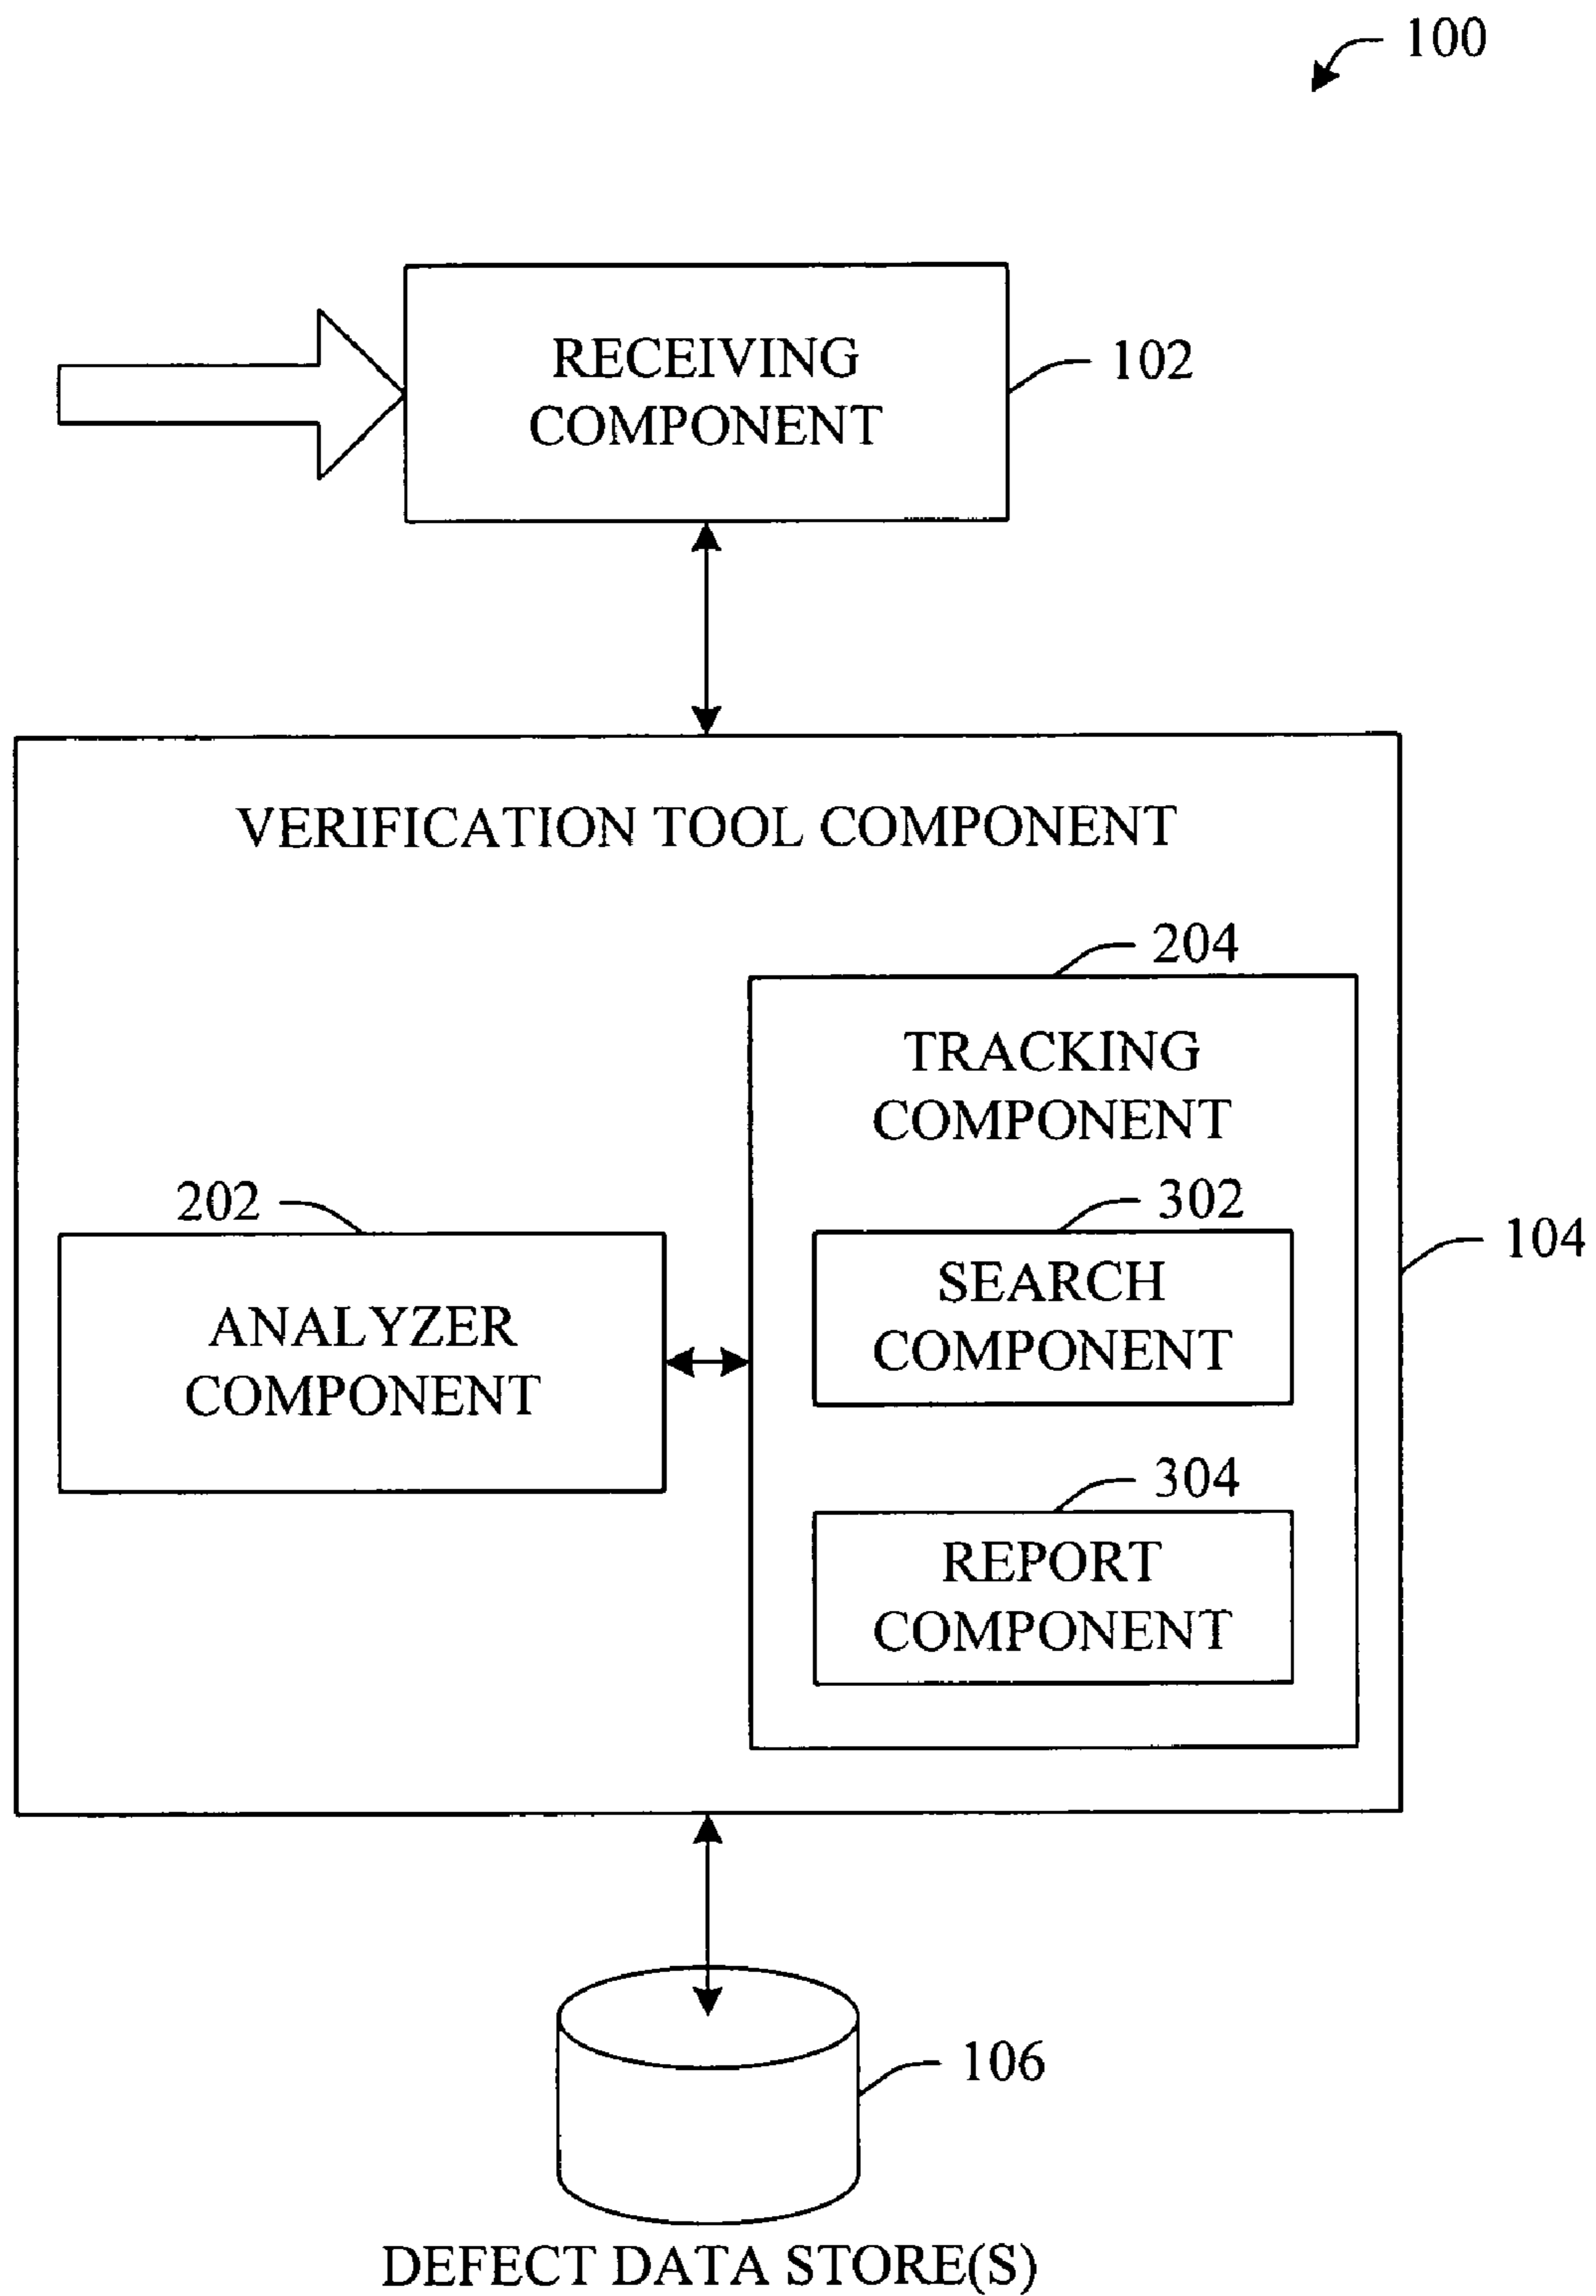 100
RECEIVING
COMPONENT
102
VERIFICATION TOOL COMPONENT
204
TRACKING
COMPONENT
202
ANALYZER
COMPONENT
302
SEARCH
COMPONENT
104
304
REPORT
COMPONENT
106
DEFECT DATA STORE(S)